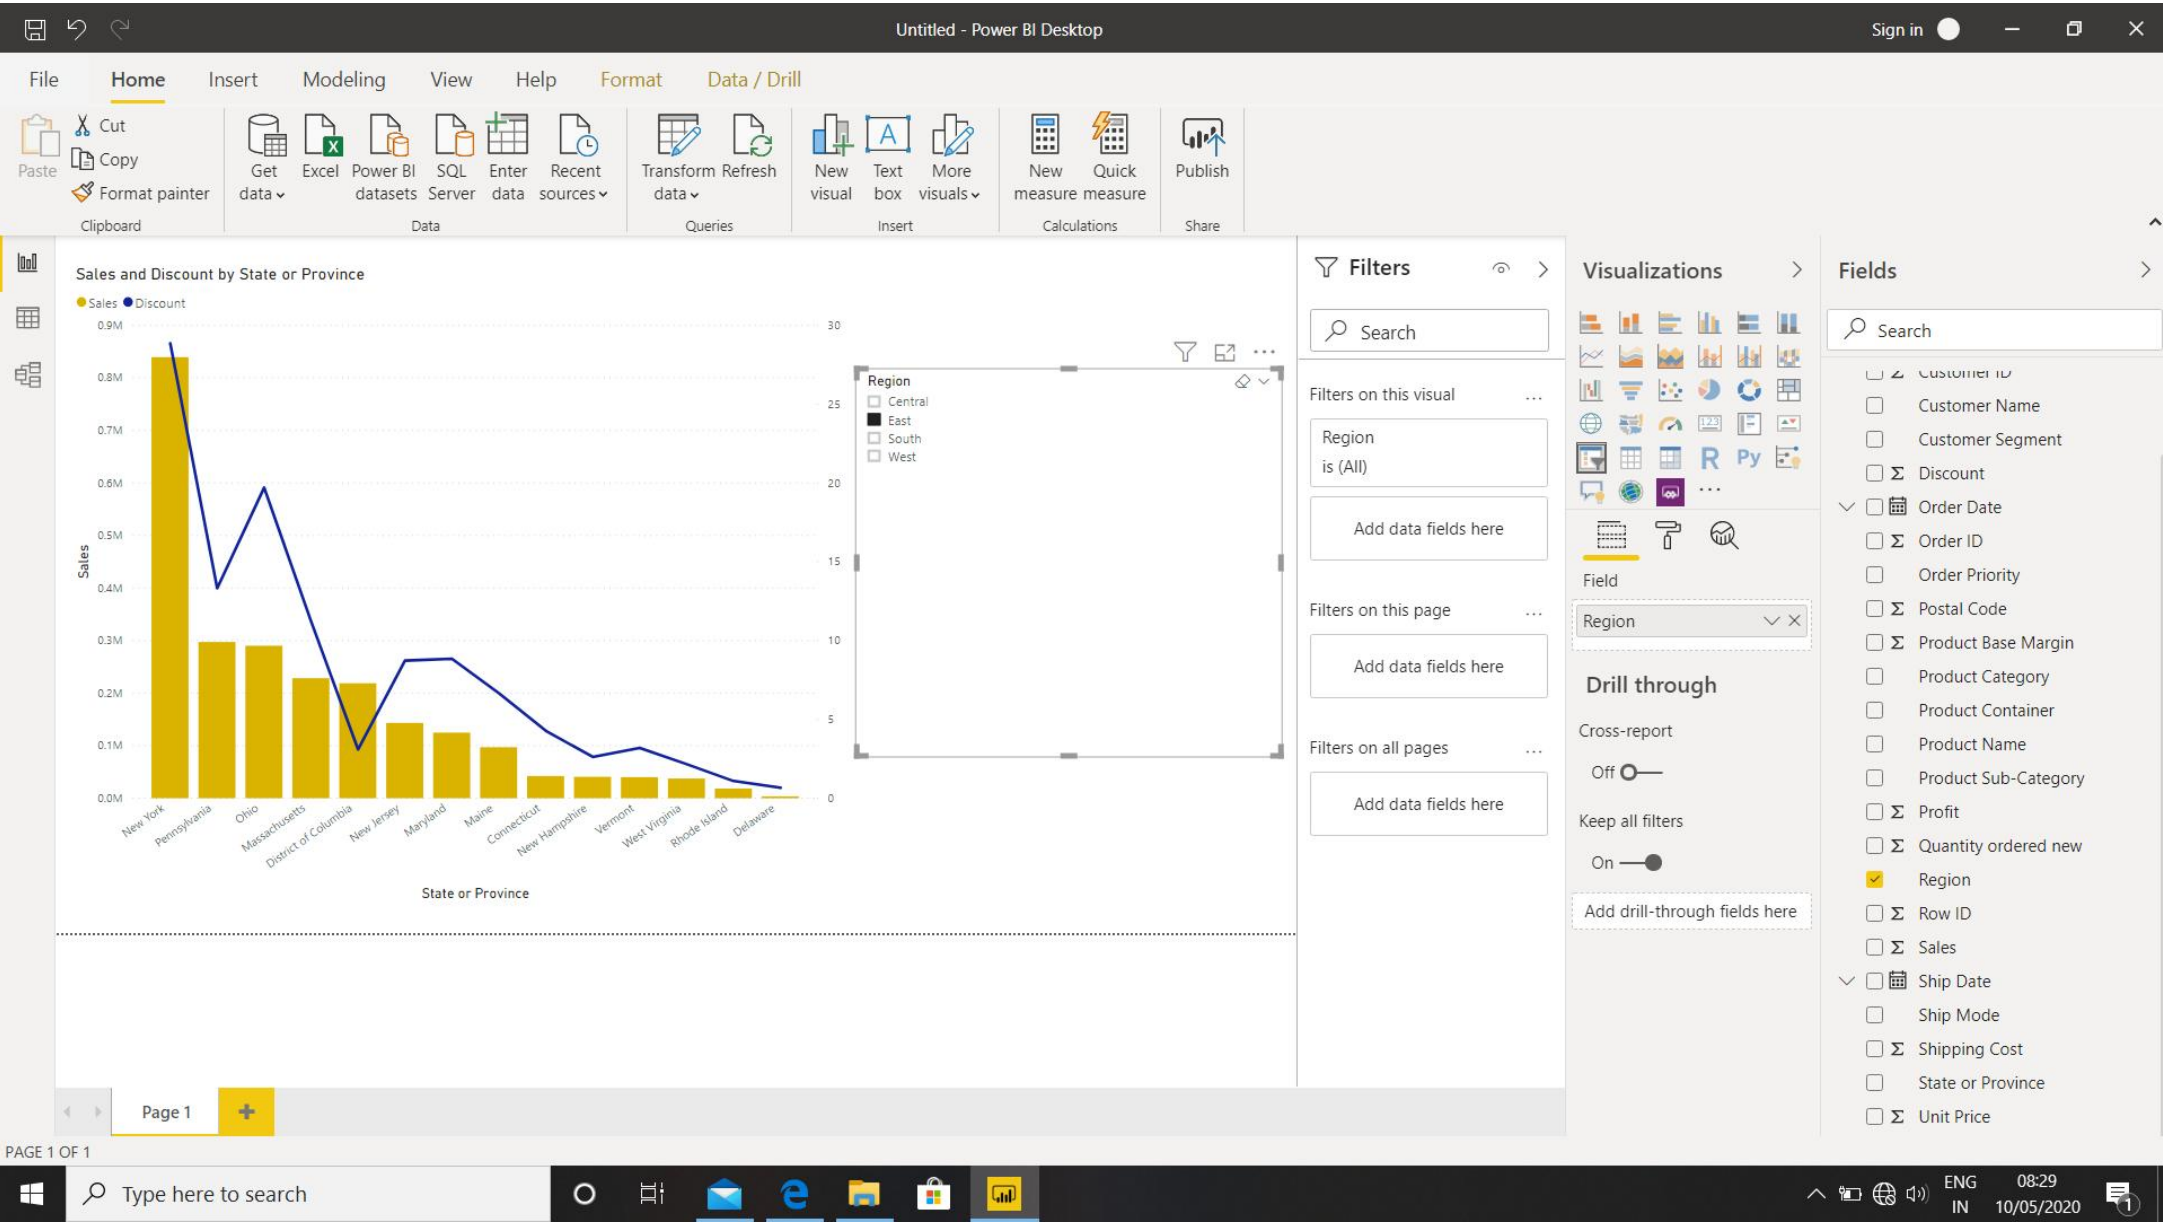 Untitled - Power BI Desktop
Sign in
File Home Insert Modeling View Help Format Data / Drill
Paste
Cut
Copy
Format painter
Clipboard
Get data
Excel
Power BI datasets
SQL Server
Enter data
Recent sources
Data
Transform data
Refresh
Queries
New visual
Text box
More visuals
Insert
New measure
Quick measure
Calculations
Publish
Share
Sales and Discount by State or Province
Sales Discount
0.9M
0.8M
0.7M
0.6M
0.5M
0.4M
0.3M
0.2M
0.1M
0.0M
Sales
30
25
20
15
10
5
0
New York
Pennsylvania
Ohio
Massachusetts
District of Columbia
New Jersey
Maryland
Maine
Connecticut
New Hampshire
Vermont
West Virginia
Rhode Island
Delaware
State or Province
Region
Central
East
South
West
Filters
Search
Filters on this visual ...
Region
is (All)
Add data fields here
Filters on this page ...
Add data fields here
Filters on all pages ...
Add data fields here
Visualizations
123
R Py
Field
Region
Drill through
Cross-report
Off
Keep all filters
On
Add drill-through fields here
Fields
Search
Σ Customer ID
Customer Name
Customer Segment
Σ Discount
Order Date
Σ Order ID
Order Priority
Σ Postal Code
Σ Product Base Margin
Product Category
Product Container
Product Name
Product Sub-Category
Σ Profit
Σ Quantity ordered new
Region
Σ Row ID
Σ Sales
Ship Date
Ship Mode
Σ Shipping Cost
State or Province
Σ Unit Price
Page 1
PAGE 1 OF 1
Type here to search
ENG
IN
08:29
10/05/2020
1